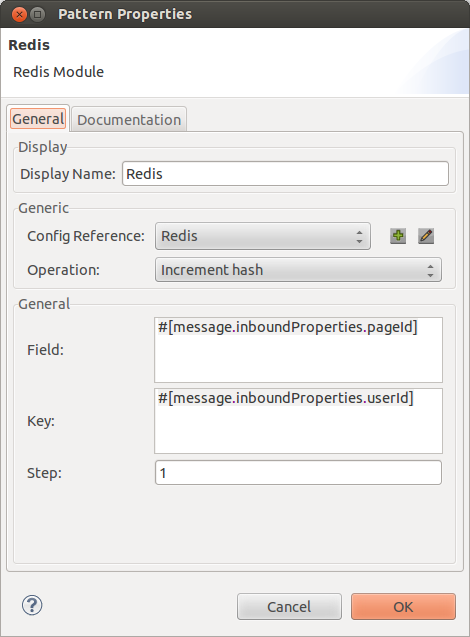 Pattern Properties
Redis
Redis Module
General
Documentation
Display
Display Name: Redis
Generic
Config Reference: Redis
Operation: Increment hash
General
Field: #[message.inboundProperties.pageId]
Key: #[message.inboundProperties.userId]
Step: 1
?
Cancel
OK